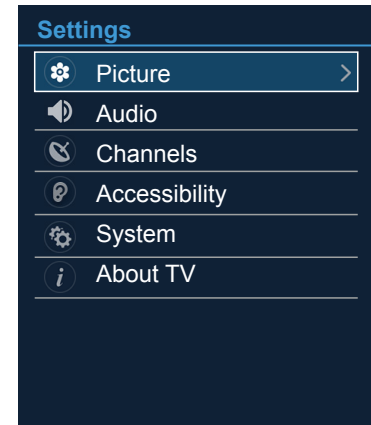 Settings
Picture
Audio
Channels
Accessibility
System
About TV